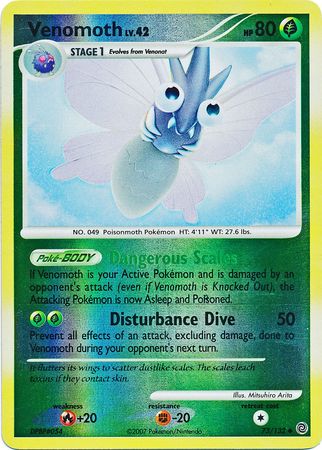 Venomoth LV.42 HP 80
STAGE 1 Evolves from Venonat
NO. 049 Poisonmoth Pokémon HT: 4'11" WT: 27.6 lbs.
Poké-BODY Dangerous Scales
If Venomoth is your Active Pokémon and is damaged by an
opponent's attack (even if Venomoth is Knocked Out), the
Attacking Pokémon is now Asleep and Poisoned.
Disturbance Dive 50
Prevent all effects of an attack, excluding damage, done to
Venomoth during your opponent's next turn.
It flutters its wings to scatter dustlike scales. The scales leach
toxins if they contact skin.
Illus. Mitsuhiro Arita
weakness resistance retreat cost
+20 -20
DPBP#054 ©2007 Pokémon/Nintendo 73/132